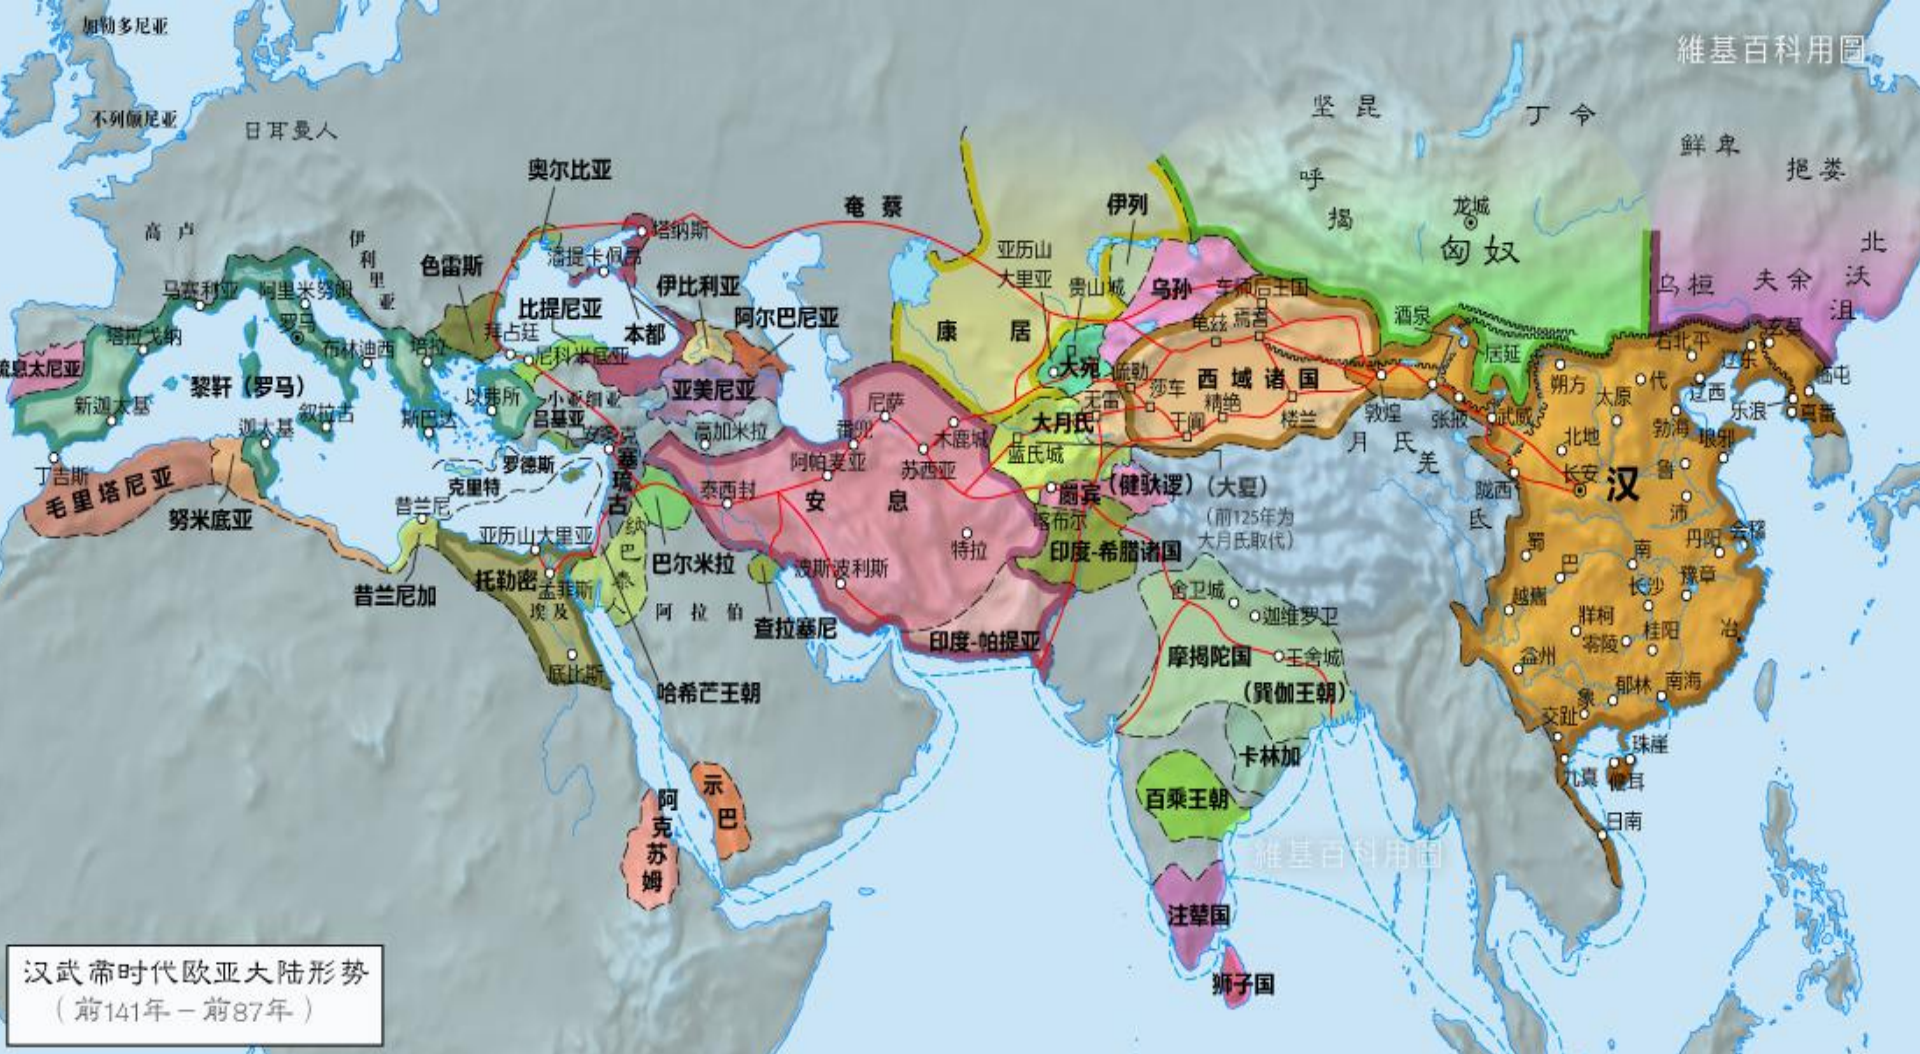 加勒多尼亚
維基百科用圖
坚昆
丁令
不列颠尼亚
日耳曼人
鲜卑
挹娄
奥尔比亚
呼
揭
龙城
匈奴
奄蔡
伊列
高卢
伊
利
里
亚
塔纳斯
色雷斯
潘提卡佩昂
亚历山
大里亚
贵山城
乌孙
车师后王国
乌桓
夫余
北
沃
沮
马赛利亚
阿里米努姆
罗马
比提尼亚
伊比利亚
阿尔巴尼亚
本都
康居
龟兹
焉耆
酒泉
玄菟
右北平
辽东
塔拉戈纳
布林迪西
培拉
拜占廷
尼科米底亚
居延
大宛
疏勒
西域诸国
朔方
代
辽西
临屯
流息太尼亚
黎轩（罗马）
以弗所
小亚细亚
亚美尼亚
尼萨
无雷
莎车
精绝
于阗
楼兰
敦煌
张掖
武威
太原
乐浪
真番
新迦太基
叙拉古
迦太基
斯巴达
吕基亚
安条克
高加米拉
番兜
木鹿城
大月氏
蓝氏城
月氏
羌
北地
渤海
琅邪
丁吉斯
毛里塔尼亚
努米底亚
罗德斯
克里特
塞
琉
古
泰西封
阿帕麦亚
苏西亚
安息
罽宾
（健驮逻）
（大夏）
（前125年为
大月氏取代）
陇西
氐
长安
汉
鲁
沛
昔兰尼
亚历山大里亚
纳
巴
泰
喀布尔
特拉
印度-希腊诸国
蜀
巴
南
丹阳
会稽
昔兰尼加
托勒密
孟菲斯
埃及
巴尔米拉
波斯波利斯
舍卫城
迦维罗卫
越嶲
长沙
豫章
阿拉伯
查拉塞尼
印度-帕提亚
摩揭陀国
王舍城
（巽伽王朝）
牂柯
零陵
桂阳
冶
底比斯
哈希芒王朝
益州
象
郁林
南海
交趾
卡林加
珠崖
九真
儋耳
示
巴
阿
克
苏
姆
百乘王朝
日南
維基百科用圖
注辇国
狮子国
汉武帝时代欧亚大陆形势
（前141年－前87年）